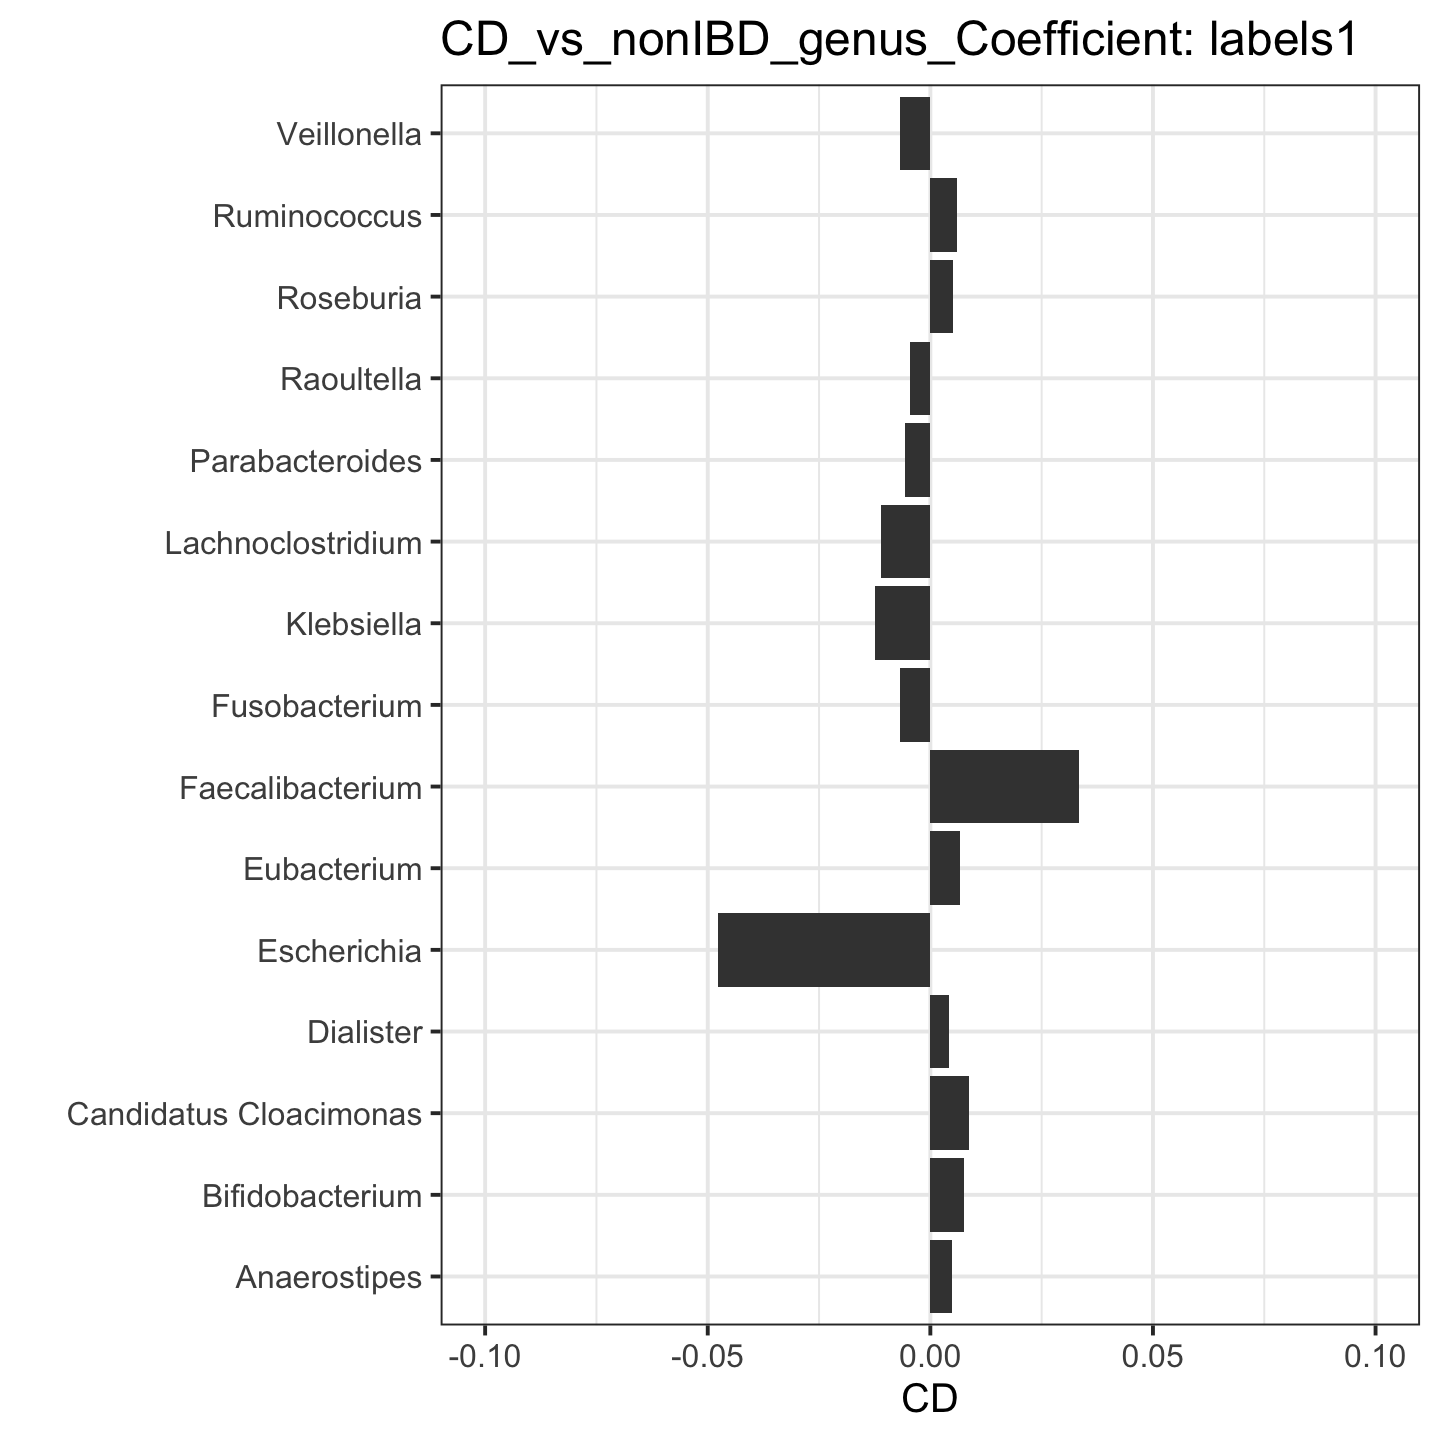 CD_vs_nonIBD_genus_Coefficient: labels1
Veillonella
Ruminococcus
Roseburia
Raoultella
Parabacteroides
Lachnoclostridium
Klebsiella
Fusobacterium
Faecalibacterium
Eubacterium
Escherichia
Dialister
Candidatus Cloacimonas
Bifidobacterium
Anaerostipes
-0.10 -0.05 0.00 0.05 0.10
CD